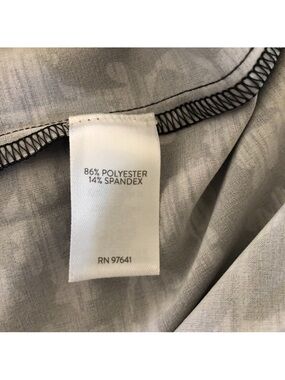 86% POLYESTER
14% SPANDEX
RN 97641